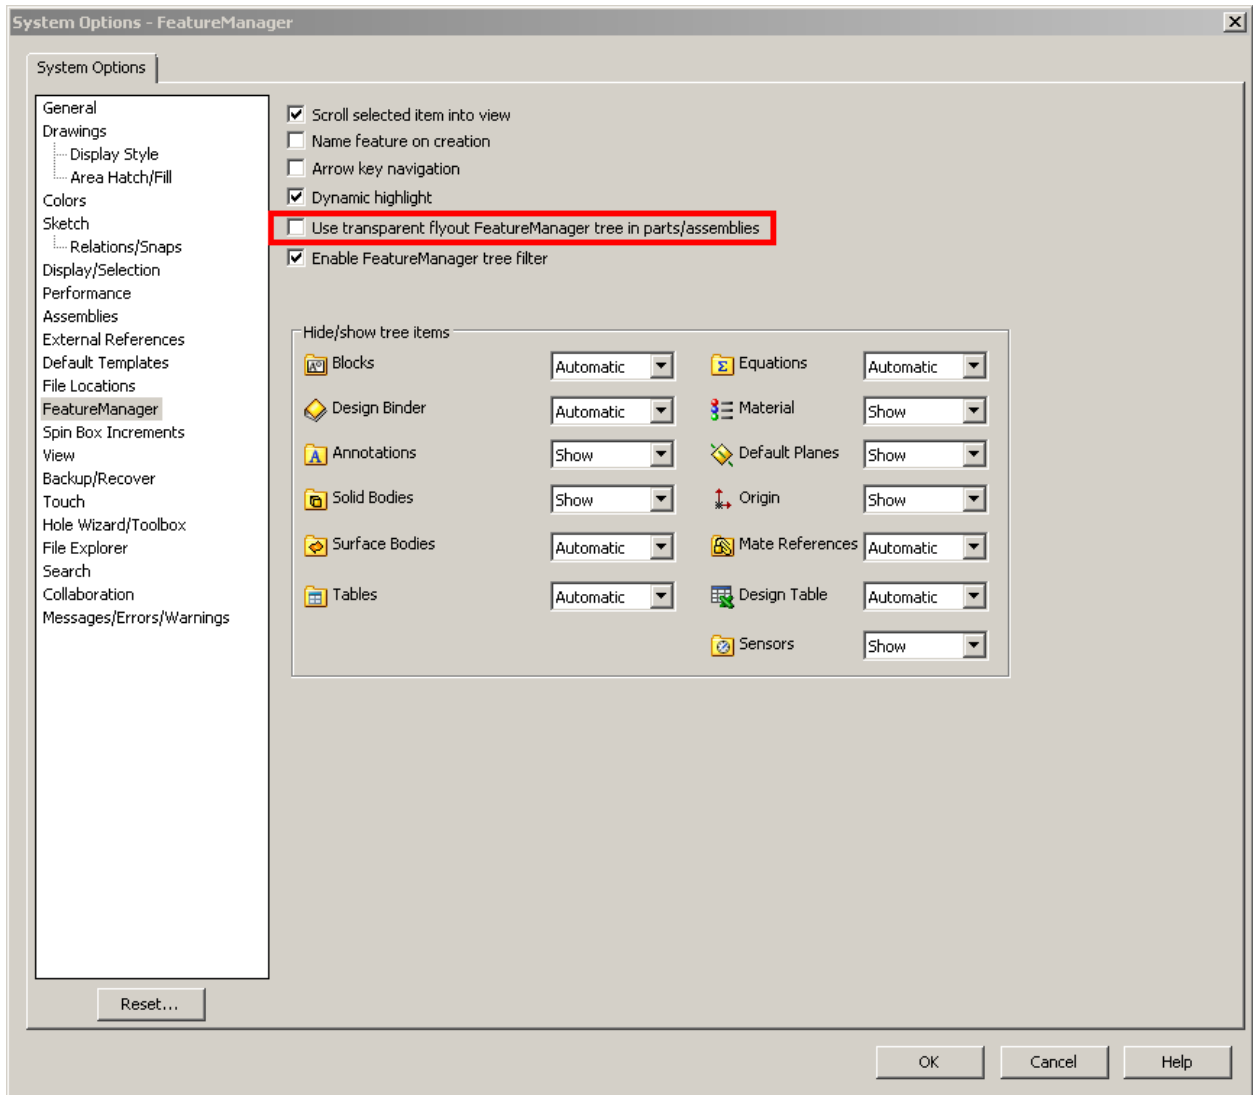 System Options - FeatureManager
System Options
General
Drawings
Display Style
Area Hatch/Fill
Colors
Sketch
Relations/Snaps
Display/Selection
Performance
Assemblies
External References
Default Templates
File Locations
FeatureManager
Spin Box Increments
View
Backup/Recover
Touch
Hole Wizard/Toolbox
File Explorer
Search
Collaboration
Messages/Errors/Warnings
Reset...
Scroll selected item into view
Name feature on creation
Arrow key navigation
Dynamic highlight
Use transparent flyout FeatureManager tree in parts/assemblies
Enable FeatureManager tree filter
Hide/show tree items
Blocks Automatic Equations Automatic
Design Binder Automatic Material Show
Annotations Show Default Planes Show
Solid Bodies Show Origin Show
Surface Bodies Automatic Mate References Automatic
Tables Automatic Design Table Automatic
Sensors Show
OK Cancel Help